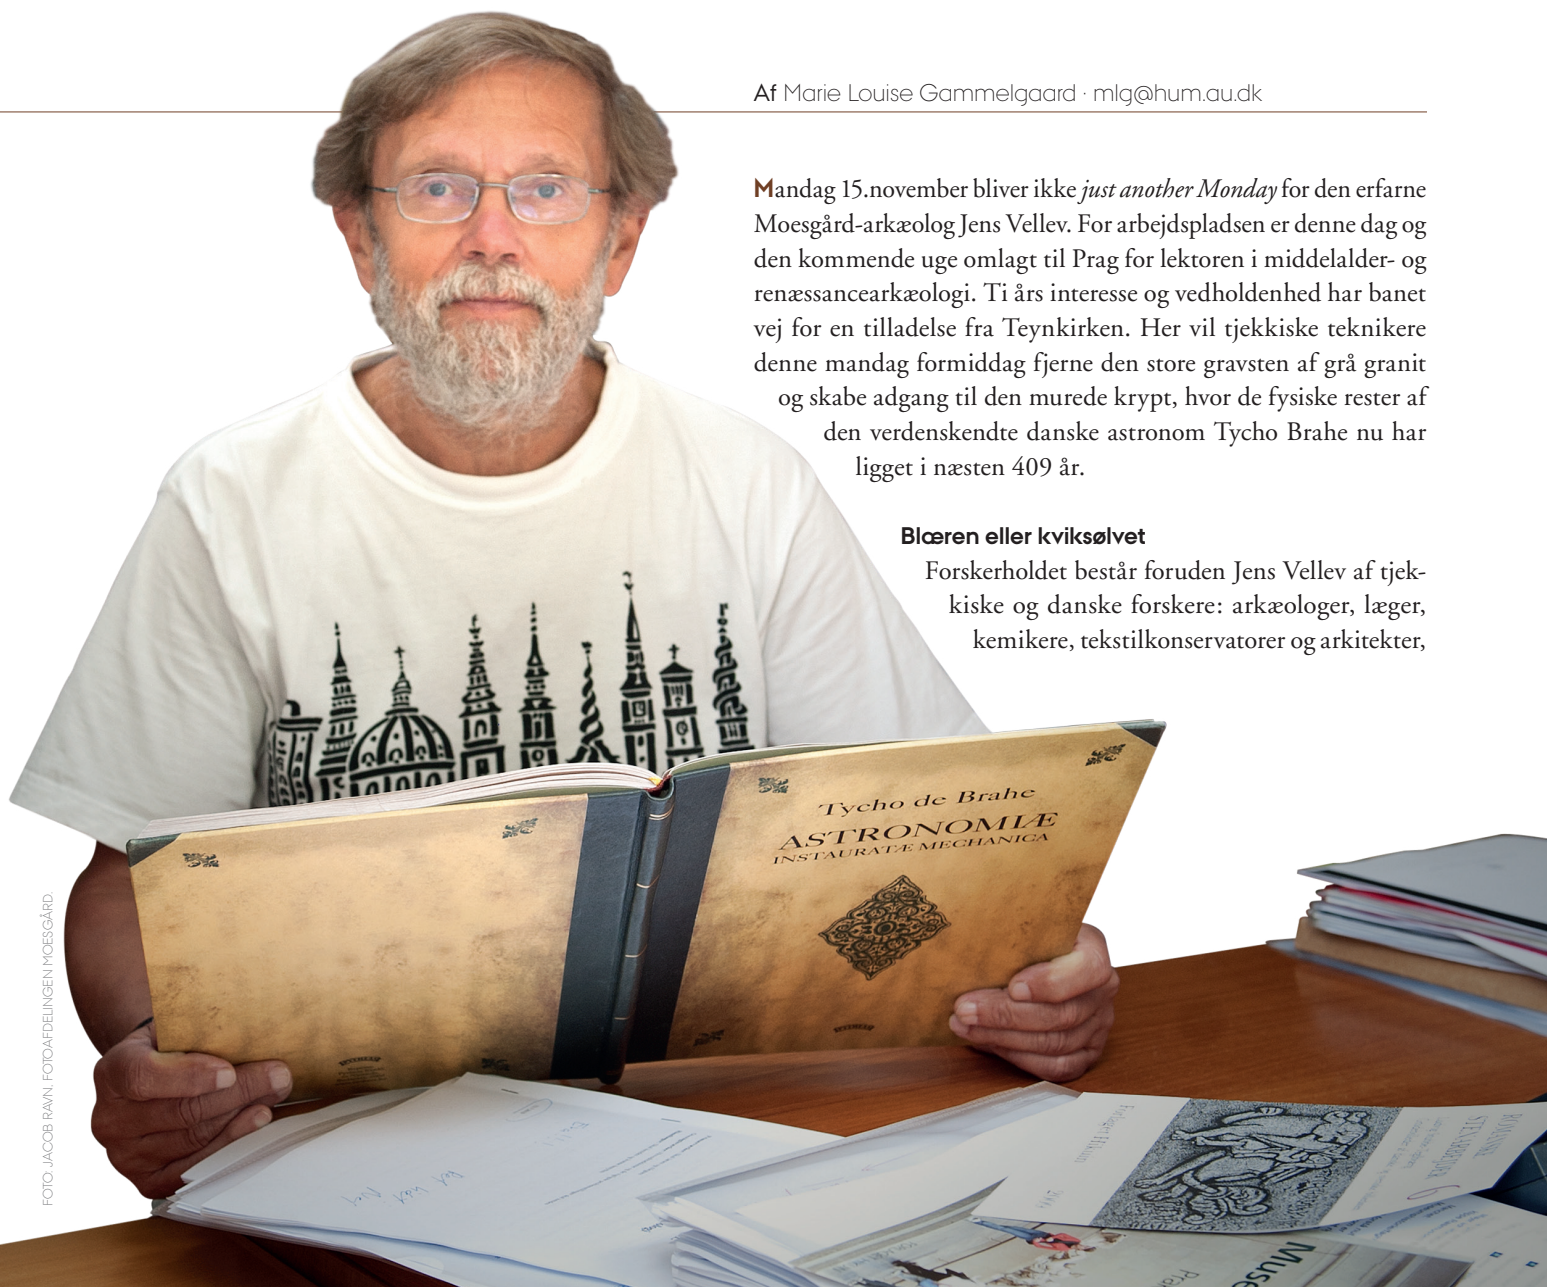 Af Marie Louise Gammelgaard · mlg@hum.au.dk
Mandag 15.november bliver ikke just another Monday for den erfarne
Moesgård-arkæolog Jens Vellev. For arbejdspladsen er denne dag og
den kommende uge omlagt til Prag for lektoren i middelalder- og
renæssancearkæologi. Ti års interesse og vedholdenhed har banet
vej for en tilladelse fra Teynkirken. Her vil tjekkiske teknikere
denne mandag formiddag fjerne den store gravsten af grå granit
og skabe adgang til den murede krypt, hvor de fysiske rester af
den verdenskendte danske astronom Tycho Brahe nu har
ligget i næsten 409 år.
Blæren eller kviksølvet
Forskerholdet består foruden Jens Vellev af tjek-
kiske og danske forskere: arkæologer, læger,
kemikere, tekstilkonservatorer og arkitekter,
Tycho de Brahe
ASTRONOMIÆ
INSTAURATÆ MECHANICA
FOTO: JACOB RAVN. FOTOAFDELINGEN MOESGÅRD.
Forlaget Hikuin
Muse